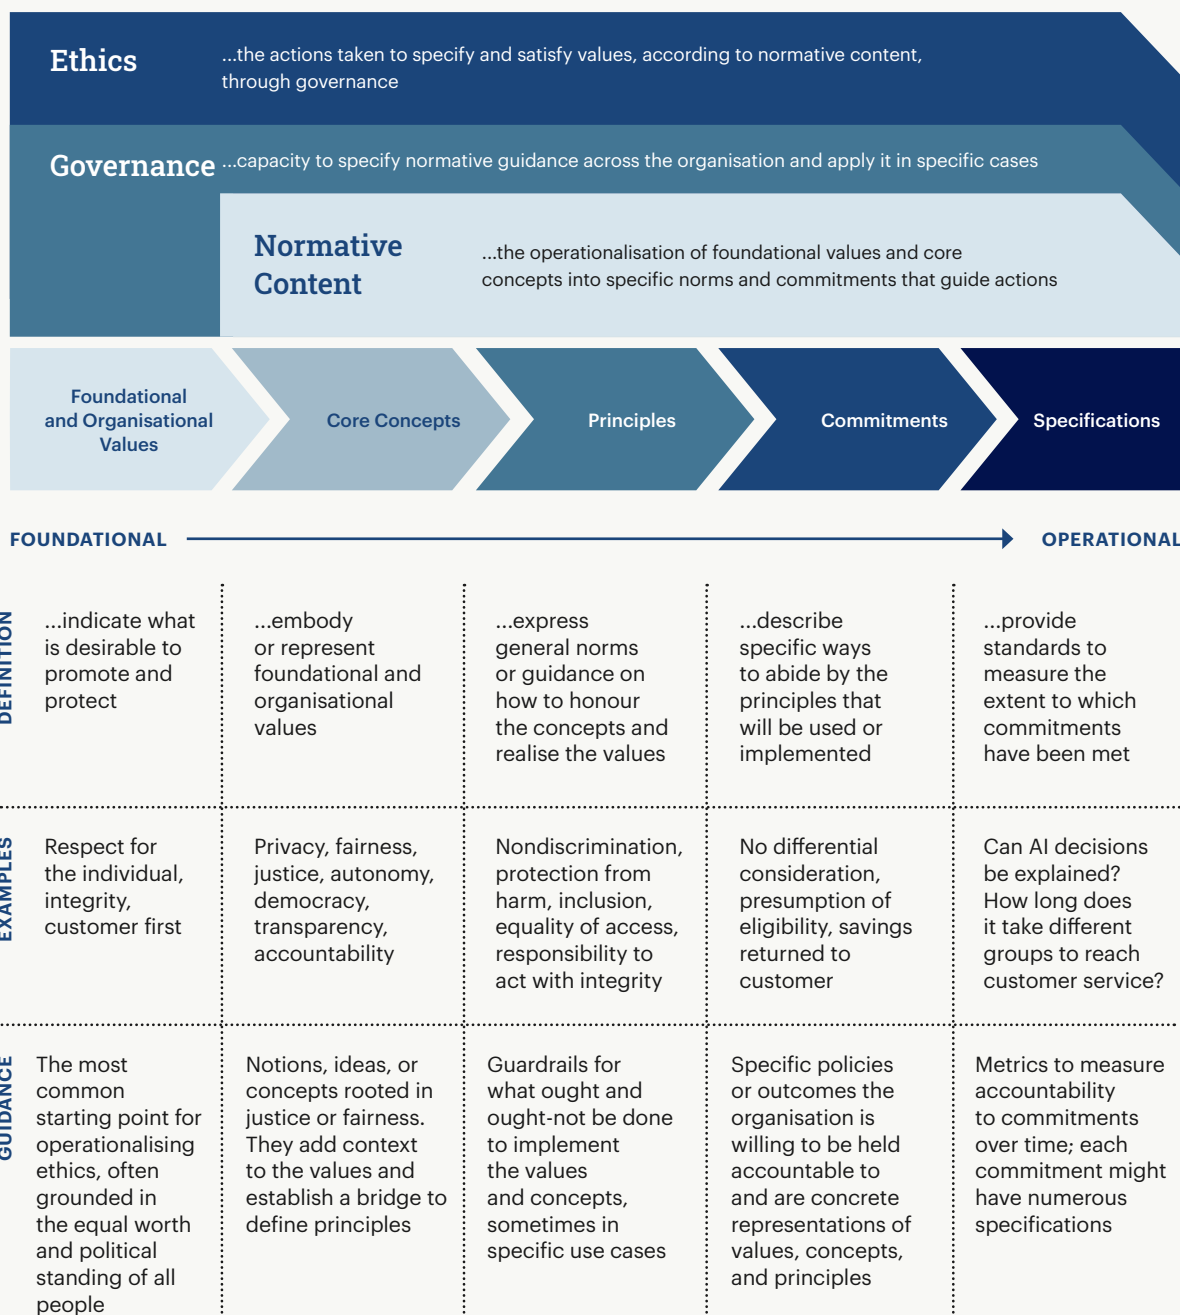 Ethics
...the actions taken to specify and satisfy values, according to normative content,
through governance
Governance
...capacity to specify normative guidance across the organisation and apply it in specific cases
Normative
Content
...the operationalisation of foundational values and core
concepts into specific norms and commitments that guide actions
Foundational
and Organisational
Values
Core Concepts
Principles
Commitments
Specifications
FOUNDATIONAL
OPERATIONAL
DEFINITION
...indicate what
is desirable to
promote and
protect
...embody
or represent
foundational and
organisational
values
...express
general norms
or guidance on
how to honour
the concepts and
realise the values
...describe
specific ways
to abide by the
principles that
will be used or
implemented
...provide
standards to
measure the
extent to which
commitments
have been met
EXAMPLES
Respect for
the individual,
integrity,
customer first
Privacy, fairness,
justice, autonomy,
democracy,
transparency,
accountability
Nondiscrimination,
protection from
harm, inclusion,
equality of access,
responsibility to
act with integrity
No differential
consideration,
presumption of
eligibility, savings
returned to
customer
Can AI decisions
be explained?
How long does
it take different
groups to reach
customer service?
GUIDANCE
The most
common
starting point for
operationalising
ethics, often
grounded in
the equal worth
and political
standing of all
people
Notions, ideas, or
concepts rooted in
justice or fairness.
They add context
to the values and
establish a bridge to
define principles
Guardrails for
what ought and
ought-not be done
to implement
the values
and concepts,
sometimes in
specific use cases
Specific policies
or outcomes the
organisation is
willing to be held
accountable to
and are concrete
representations of
values, concepts,
and principles
Metrics to measure
accountability
to commitments
over time; each
commitment might
have numerous
specifications